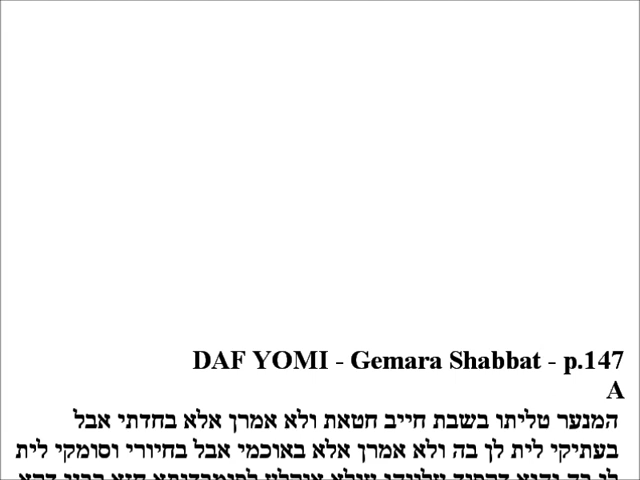 DAF YOMI - Gemara Shabbat - p.147
A
המנער טליתו בשבת חייב חטאת ולא אמרן אלא בחדתי אבל
בעתיקי לית לן בה ולא אמרן אלא באוכמי אבל בחיורי וסומקי לית